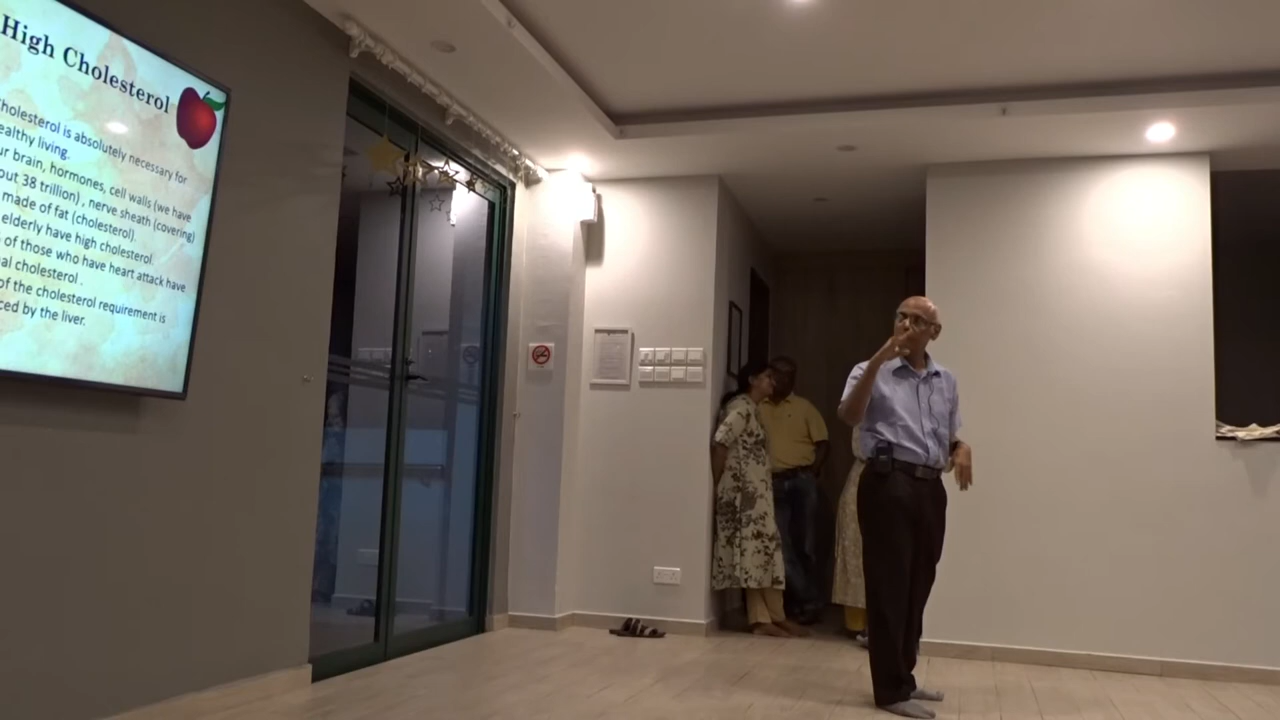 High Cholesterol
Cholesterol is absolutely necessary for
ealthy living.
ur brain, hormones, cell walls (we have
out 38 trillion) , nerve sheath (covering)
made of fat (cholesterol).
elderly have high cholesterol.
of those who have heart attack have
al cholesterol .
of the cholesterol requirement is
ced by the liver.